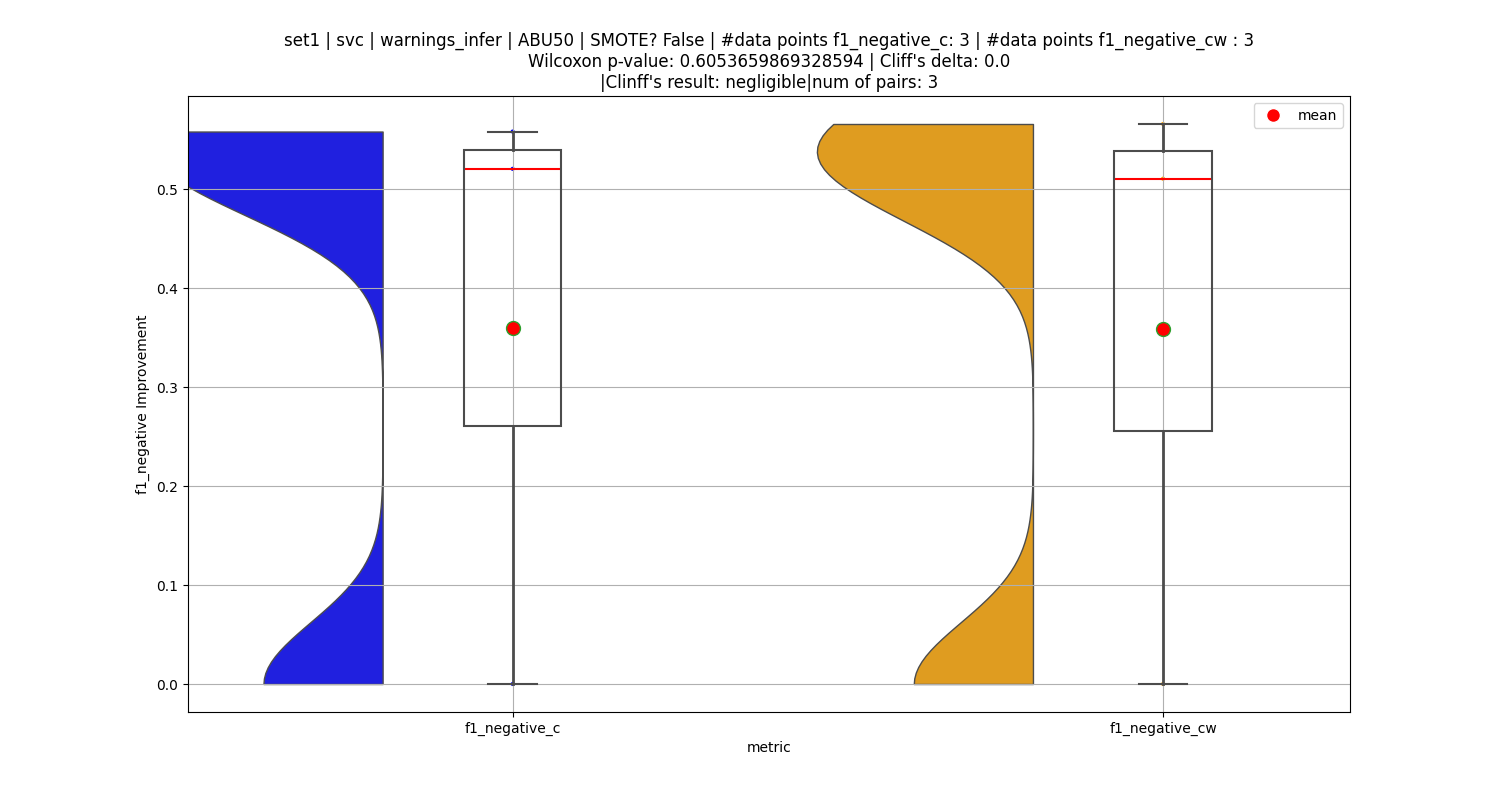 set1 | svc | warnings_infer | ABU50 | SMOTE? False | #data points f1_negative_c: 3 | #data points f1_negative_cw : 3
Wilcoxon p-value: 0.6053659869328594 | Cliff's delta: 0.0
|Clinff's result: negligible|num of pairs: 3
mean
f1_negative Improvement
0.5
0.4
0.3
0.2
0.1
0.0
f1_negative_c
f1_negative_cw
metric